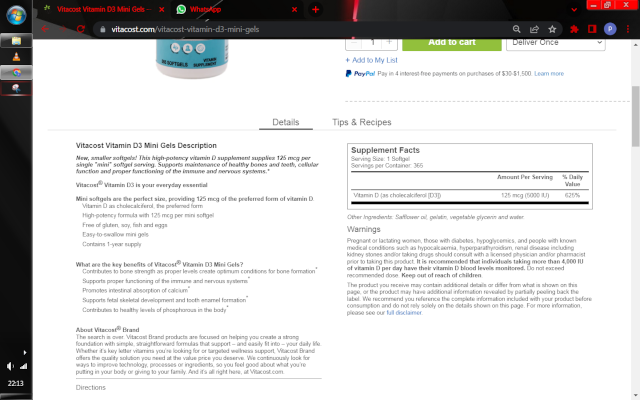 Vitacost Vitamin D3 Mini Gels -
WhatsApp
vitacost.com/vitacost-vitamin-d3-mini-gels
P
1
Add to cart
Deliver Once
+ Add to My List
PayPal Pay in 4 interest-free payments on purchases of $30-$1,500. Learn more
Details
Tips & Recipes
Vitacost Vitamin D3 Mini Gels Description
New, smaller softgels! This high-potency vitamin D supplement supplies 125 mcg per
single "mini" softgel serving. Supports maintenance of healthy bones and teeth, cellular
function and proper functioning of the immune and nervous systems.*
Vitacost® Vitamin D3 is your everyday essential
Mini softgels are the perfect size, providing 125 mcg of the preferred form of vitamin D.
Vitamin D as cholecalciferol, the preferred form
High-potency formula with 125 mcg per mini softgel
Free of gluten, soy, fish and eggs
Easy-to-swallow mini gels
Contains 1-year supply
What are the key benefits of Vitacost® Vitamin D3 Mini Gels?
Contributes to bone strength as proper levels create optimum conditions for bone formation*
Supports proper functioning of the immune and nervous systems*
Promotes intestinal absorption of calcium*
Supports fetal skeletal development and tooth enamel formation*
Contributes to healthy levels of phosphorous in the body*
About Vitacost® Brand
The search is over. Vitacost Brand products are focused on helping you create a strong
foundation with simple, straightforward formulas that support – and easily fit into – your daily life.
Whether it's key letter vitamins you're looking for or targeted wellness support, Vitacost Brand
offers the quality solution you need at the value price you deserve. We continuously look for
ways to improve technology, processes or ingredients, so you feel good about what you're
putting in your body or giving to your family. And it's all right here, at Vitacost.com.
Directions
Supplement Facts
Serving Size: 1 Softgel
Servings per Container: 365
Amount Per Serving % Daily
Value
Vitamin D (as cholecalciferol [D3]) 125 mcg (5000 IU) 625%
Other Ingredients: Safflower oil, gelatin, vegetable glycerin and water
Warnings
Pregnant or lactating women, those with diabetes, hypoglycemics, and people with known
medical conditions such as hypocalcaemia, hyperparathyroidism, renal disease including
kidney stones and/or taking drugs should consult with a licensed physician and/or pharmacist
prior to taking this product. It is recommended that individuals taking more than 4,000 IU
of vitamin D per day have their vitamin D blood levels monitored. Do not exceed
recommended dose. Keep out of reach of children.
The product you receive may contain additional details or differ from what is shown on this
page, or the product may have additional information revealed by partially peeling back the
label. We recommend you reference the complete information included with your product before
consumption and do not rely solely on the details shown on this page. For more information,
please see our full disclaimer.
22:13